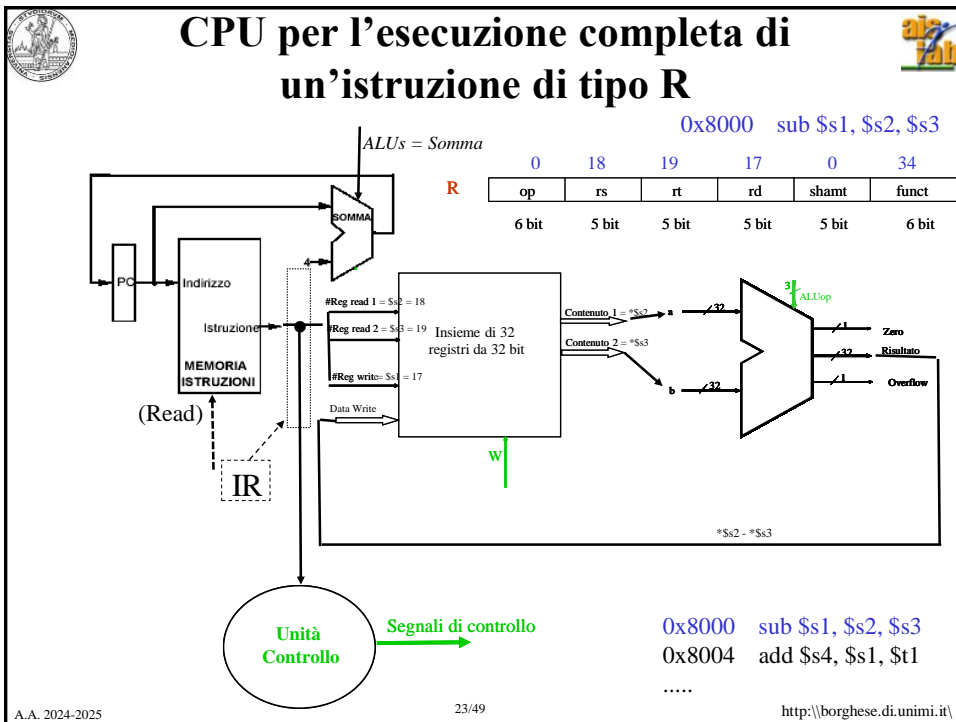 CPU per l'esecuzione completa di
un'istruzione di tipo R
0x8000 sub $s1, $s2, $s3
ALUs = Somma
0 18 19 17 0 34
R op rs rt rd shamt funct
6 bit 5 bit 5 bit 5 bit 5 bit 6 bit
SOMMA
4
PC
Indirizzo
Istruzione
MEMORIA
ISTRUZIONI
(Read)
IR
#Reg read 1 = $s2 = 18
#Reg read 2 = $s3 = 19
#Reg write= $s1 = 17
Data Write
Insieme di 32
registri da 32 bit
W
Contenuto_1 = *$s2
Contenuto 2 = *$s3
a
b
32
32
3
ALUop
1
Zero
32
Risultato
1
Overflow
*$s2 - *$s3
Unità
Controllo
Segnali di controllo
0x8000 sub $s1, $s2, $s3
0x8004 add $s4, $s1, $t1
.....
A.A. 2024-2025
23/49
http:\\borghese.di.unimi.it\